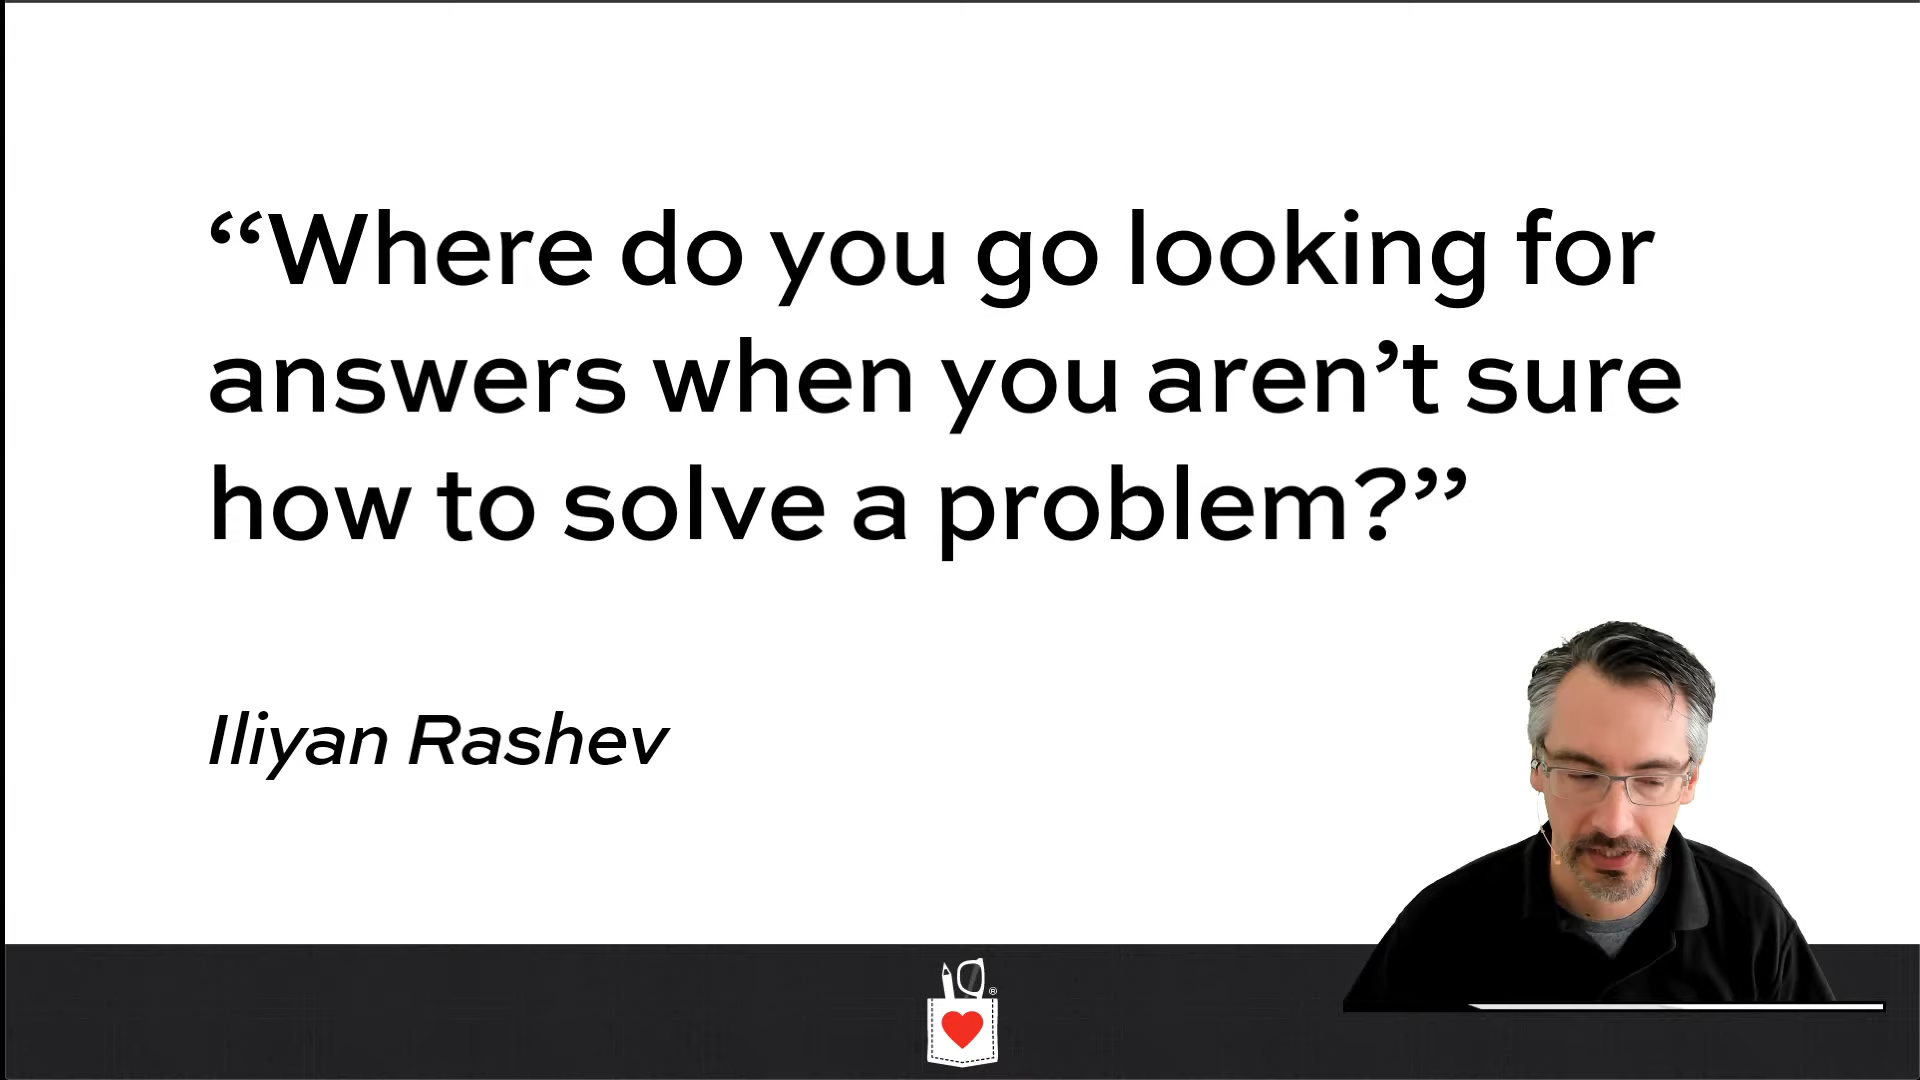 “Where do you go looking for
answers when you aren’t sure
how to solve a problem?”
Iliyan Rashev
®